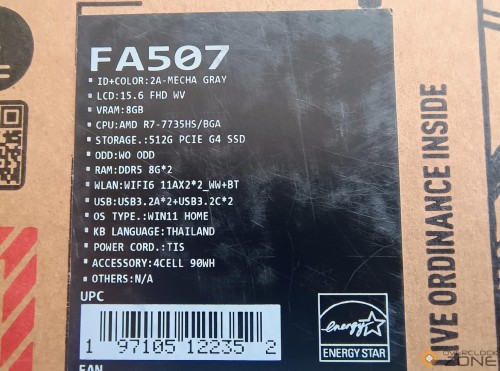 FA507
ID+COLOR:2A-MECHA GRAY
LCD:15.6 FHD WV
VRAM:8GB
CPU:AMD R7-7735HS/BGA
STORAGE.:512G PCIE G4 SSD
ODD:WO ODD
RAM:DDR5 8G*2
WLAN:WIFI6 11AX2*2_WW+BT
USB:USB3.2A*2+USB3.2C*2
OS TYPE.:WIN11 HOME
KB LANGUAGE:THAILAND
POWER CORD.:TIS
ACCESSORY:4CELL 90WH
OTHERS:N/A
UPC
1 97105 12235 2
EAN
energy
ENERGY STAR
IVE ORDINANCE INSIDE
OVERCLOCK
ZONE